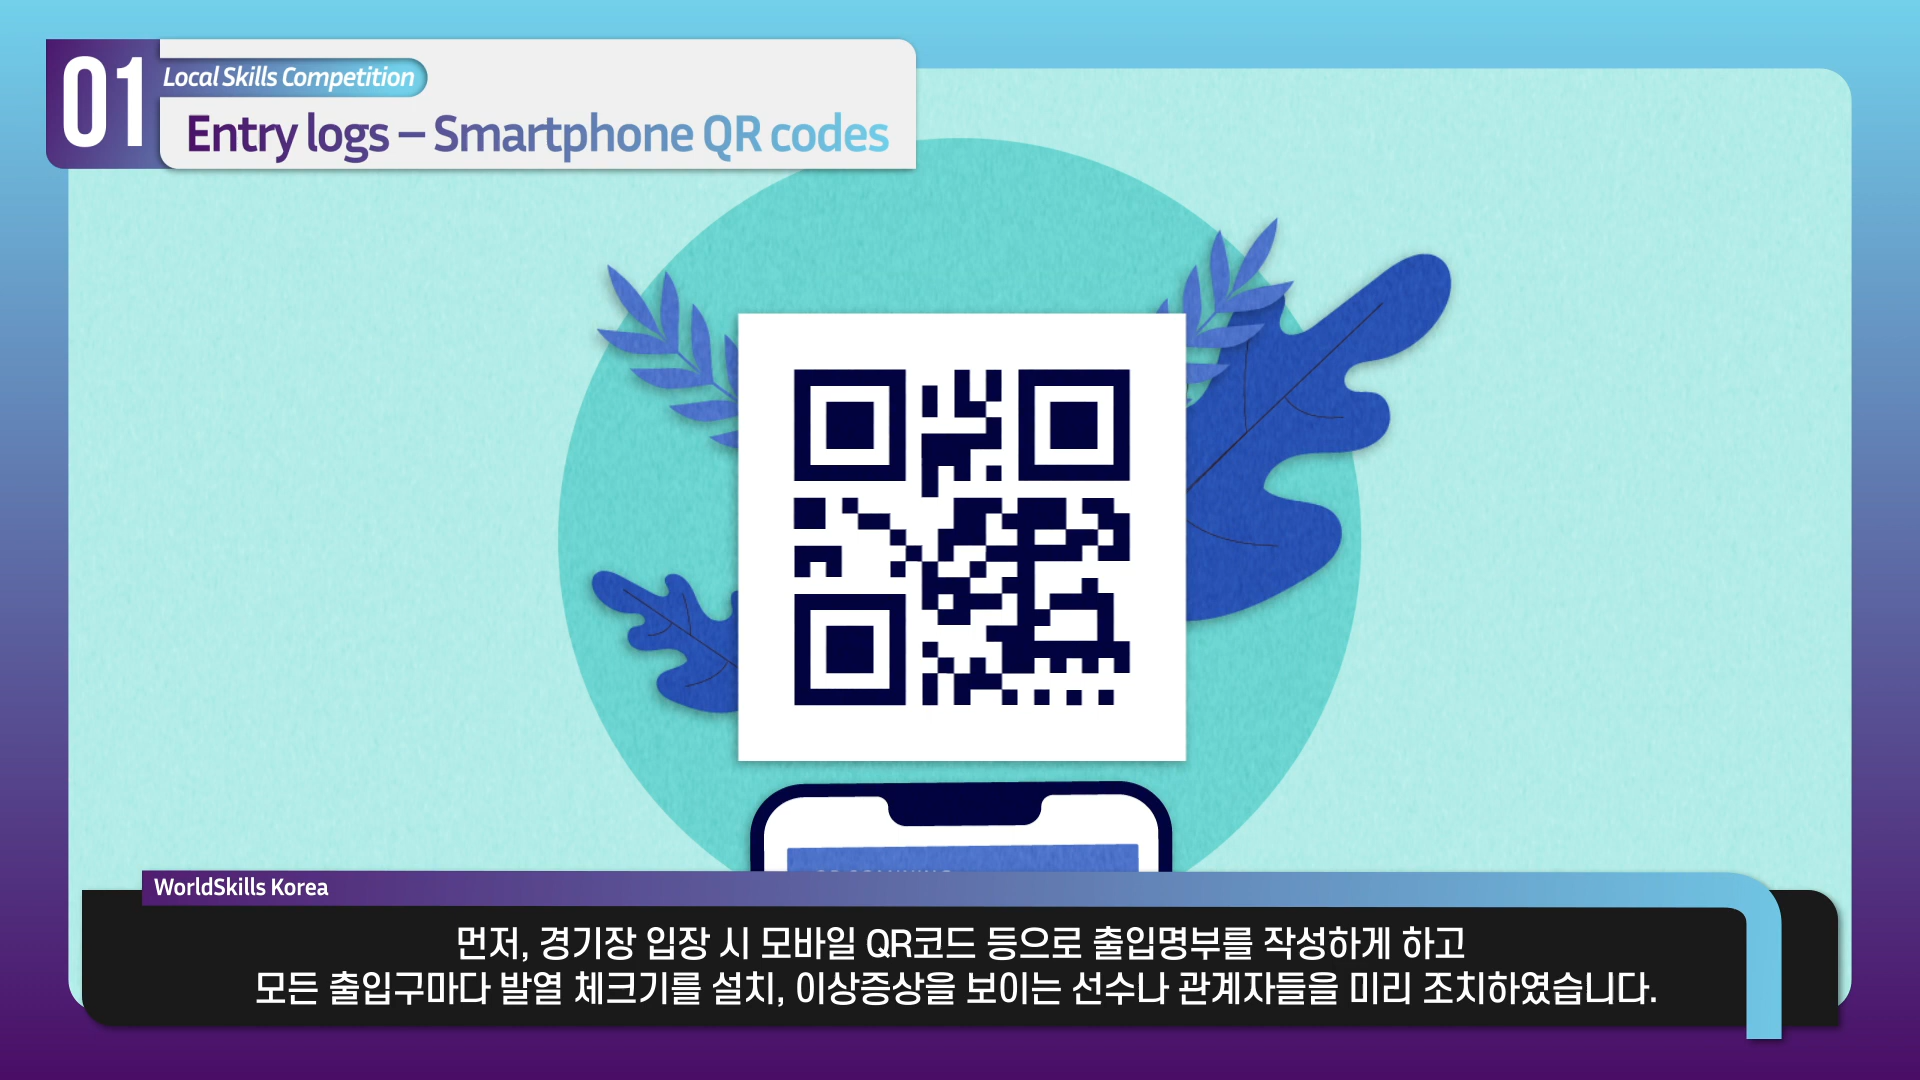 01
Local Skills Competition
Entry logs – Smartphone QR codes
WorldSkills Korea
먼저, 경기장 입장 시 모바일 QR코드 등으로 출입명부를 작성하게 하고
모든 출입구마다 발열 체크기를 설치, 이상증상을 보이는 선수나 관계자들을 미리 조치하였습니다.